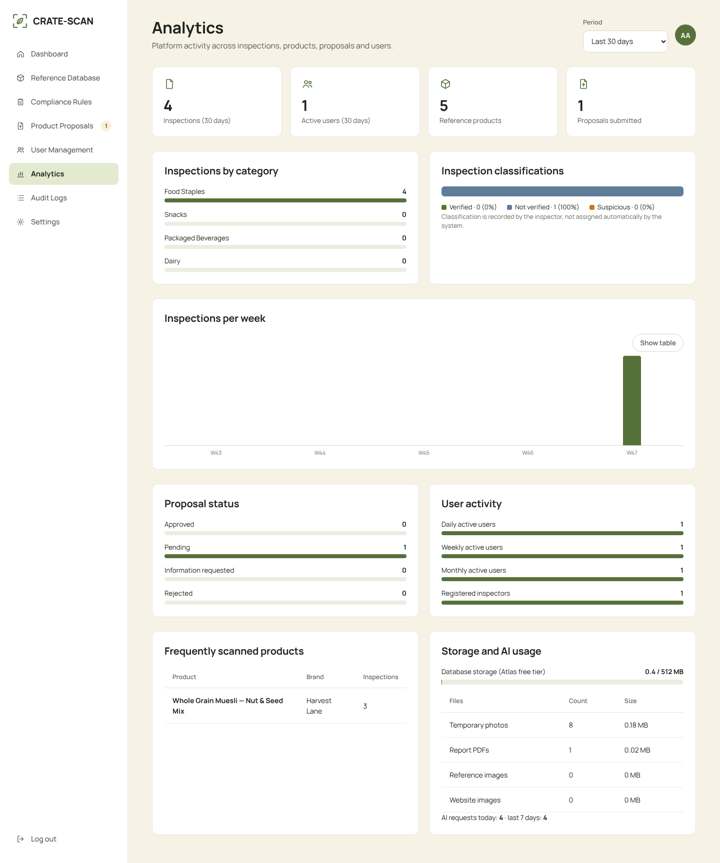 CRATE-SCAN
Dashboard
Reference Database
Compliance Rules
Product Proposals 1
User Management
Analytics
Audit Logs
Settings
Log out
Analytics
Platform activity across inspections, products, proposals and users.
Period
Last 30 days
AA
4
Inspections (30 days)
1
Active users (30 days)
5
Reference products
1
Proposals submitted
Inspections by category
Food Staples 4
Snacks 0
Packaged Beverages 0
Dairy 0
Inspection classifications
Verified · 0 (0%) Not verified · 1 (100%) Suspicious · 0 (0%)
Classification is recorded by the inspector, not assigned automatically by the
system.
Inspections per week
Show table
W43 W44 W45 W46 W47
Proposal status
Approved 0
Pending 1
Information requested 0
Rejected 0
User activity
Daily active users 1
Weekly active users 1
Monthly active users 1
Registered inspectors 1
Frequently scanned products
Product Brand Inspections
Whole Grain Muesli — Nut & Seed
Mix
Harvest
Lane
3
Storage and AI usage
Database storage (Atlas free tier) 0.4 / 512 MB
Files Count Size
Temporary photos 8 0.18 MB
Report PDFs 1 0.02 MB
Reference images 0 0 MB
Website images 0 0 MB
AI requests today: 4 · last 7 days: 4